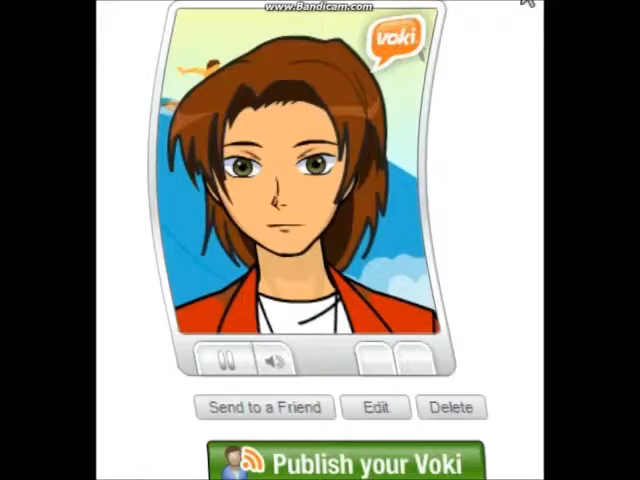 www.Bandicam.com
voki
Send to a Friend
Edit
Delete
Publish your Voki